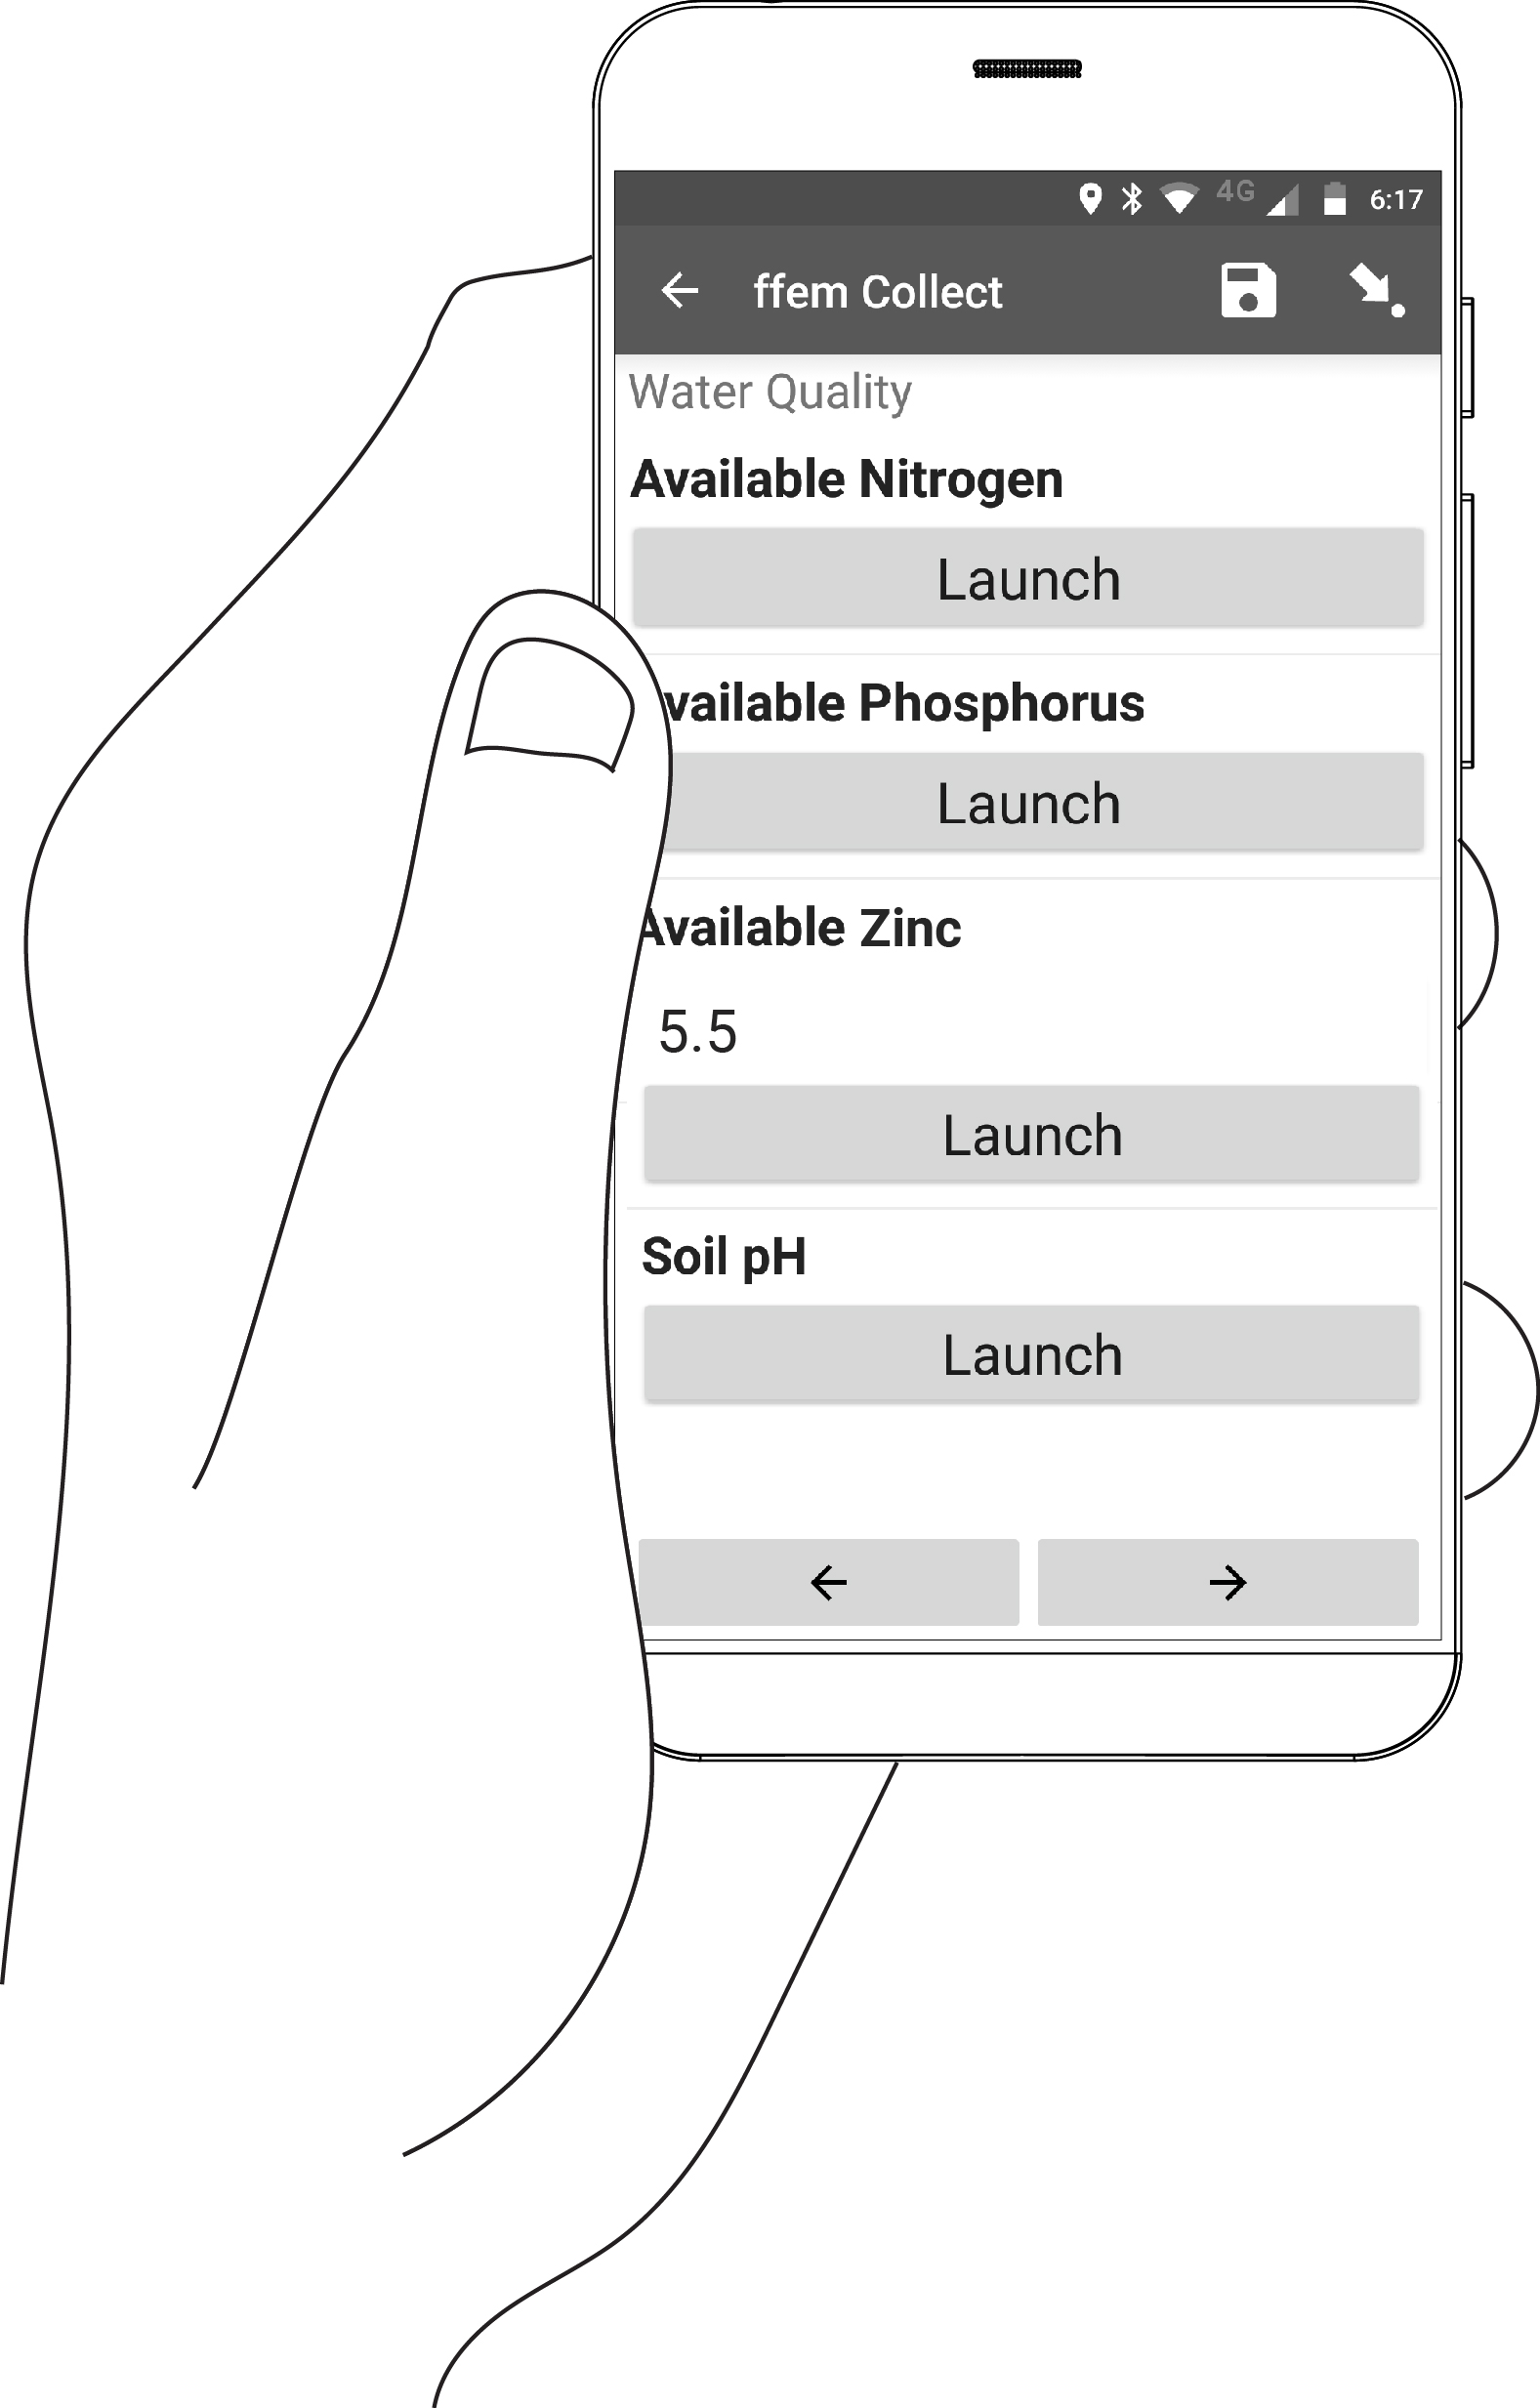 4G 6:17
ffem Collect
Water Quality
Available Nitrogen
Launch
vailable Phosphorus
Launch
Available Zinc
5.5
Launch
Soil pH
Launch